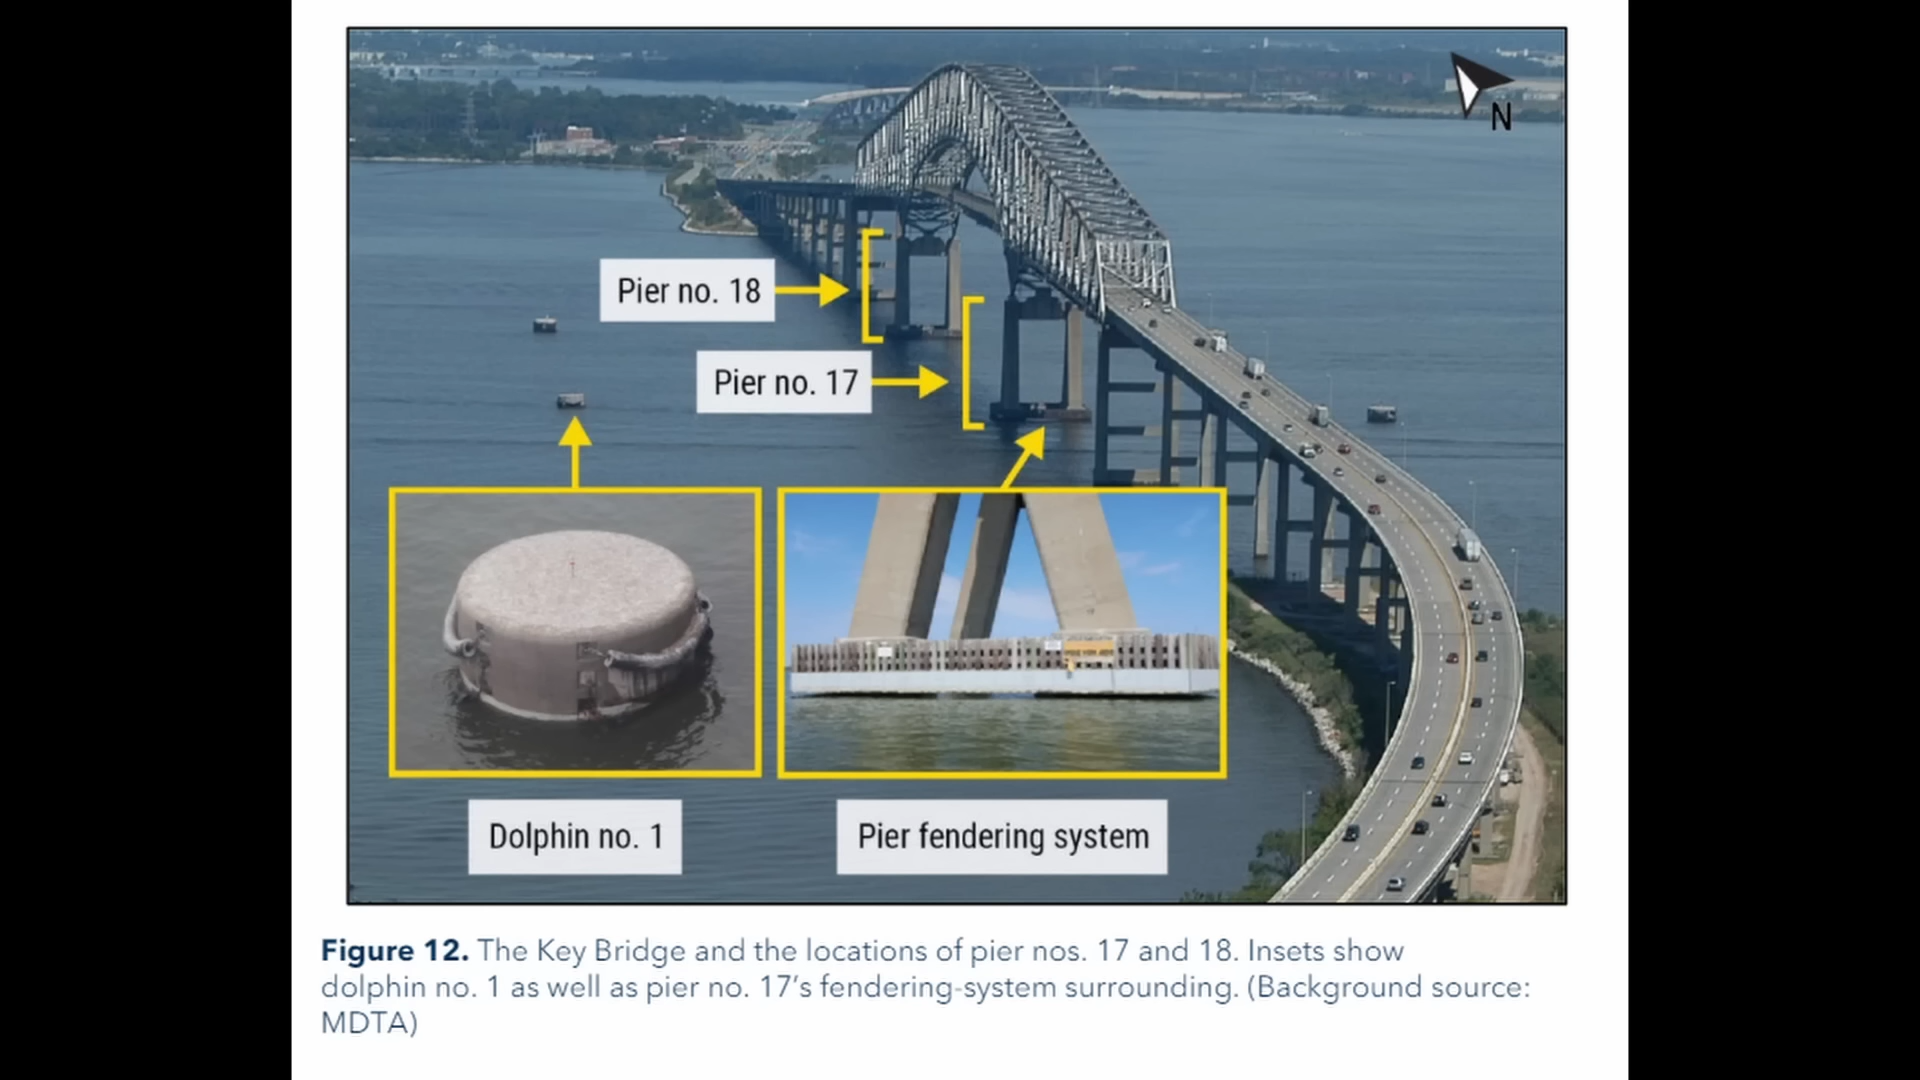 N
Pier no. 18
Pier no. 17
Dolphin no. 1
Pier fendering system
Figure 12. The Key Bridge and the locations of pier nos. 17 and 18. Insets show
dolphin no. 1 as well as pier no. 17’s fendering-system surrounding. (Background source:
MDTA)